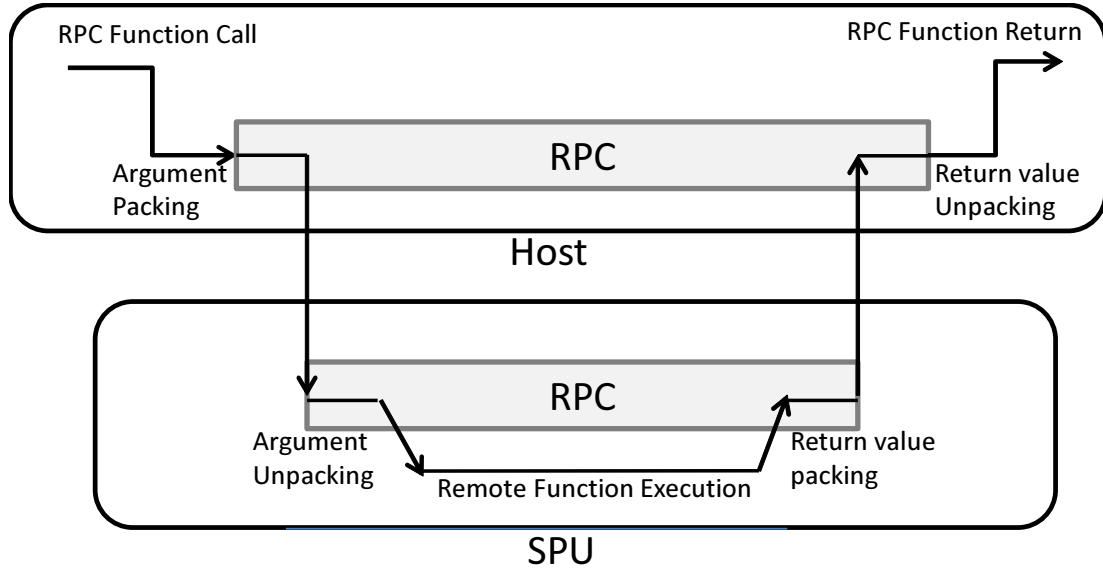 RPC Function Call
RPC Function Return
RPC
Argument
Packing
Return value
Unpacking
Host
RPC
Argument
Unpacking
Return value
packing
Remote Function Execution
SPU